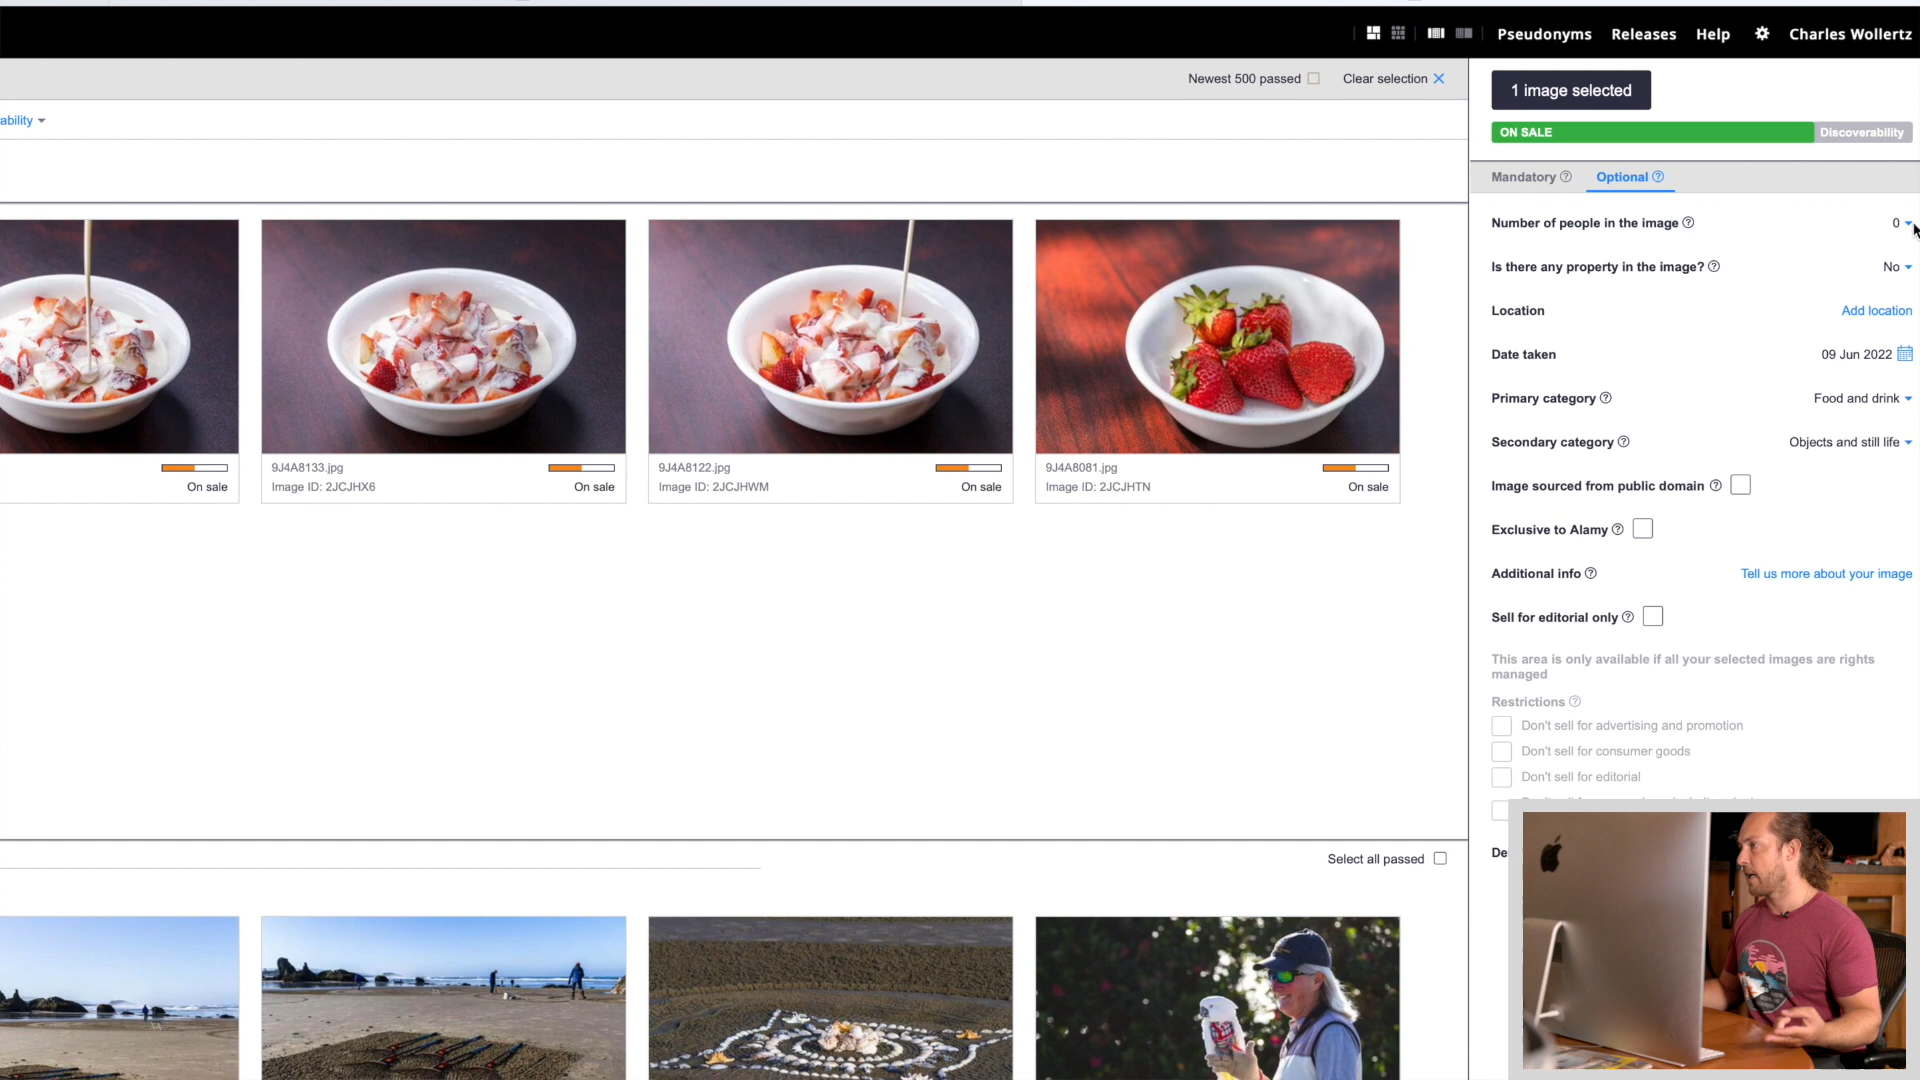 Pseudonyms Releases Help Charles Wollertz
Newest 500 passed Clear selection
ability
1 image selected
ON SALE Discoverability
Mandatory Optional
Number of people in the image 0
Is there any property in the image? No
Location Add location
Date taken 09 Jun 2022
Primary category Food and drink
Secondary category Objects and still life
Image sourced from public domain
Exclusive to Alamy
Additional info Tell us more about your image
Sell for editorial only
This area is only available if all your selected images are rights
managed
Restrictions
Don't sell for advertising and promotion
Don't sell for consumer goods
Don't sell for editorial
De
On sale
9J4A8133.jpg
Image ID: 2JCJHX6 On sale
9J4A8122.jpg
Image ID: 2JCJHWM On sale
9J4A8081.jpg
Image ID: 2JCJHTN On sale
Select all passed